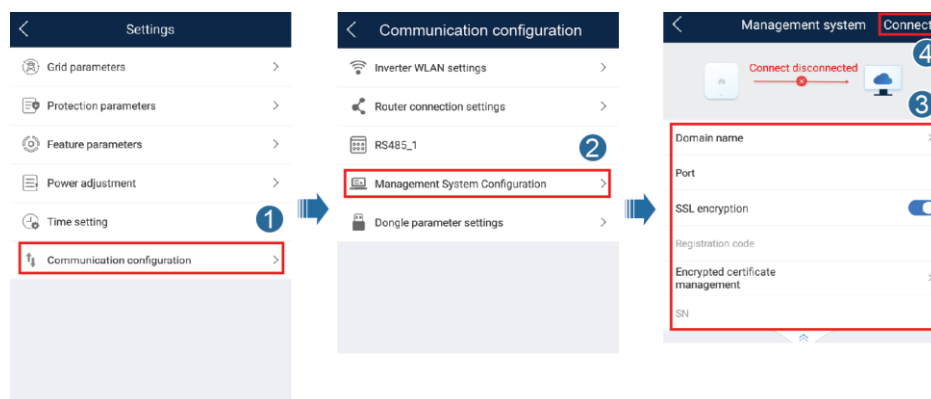 Settings
Grid parameters
Protection parameters
Feature parameters
Power adjustment
Time setting
1
Communication configuration
Communication configuration
Inverter WLAN settings
Router connection settings
RS485_1
2
Management System Configuration
Dongle parameter settings
Management system Connect
4
Connect disconnected
3
Domain name
Port
SSL encryption
Registration code
Encrypted certificate
management
SN